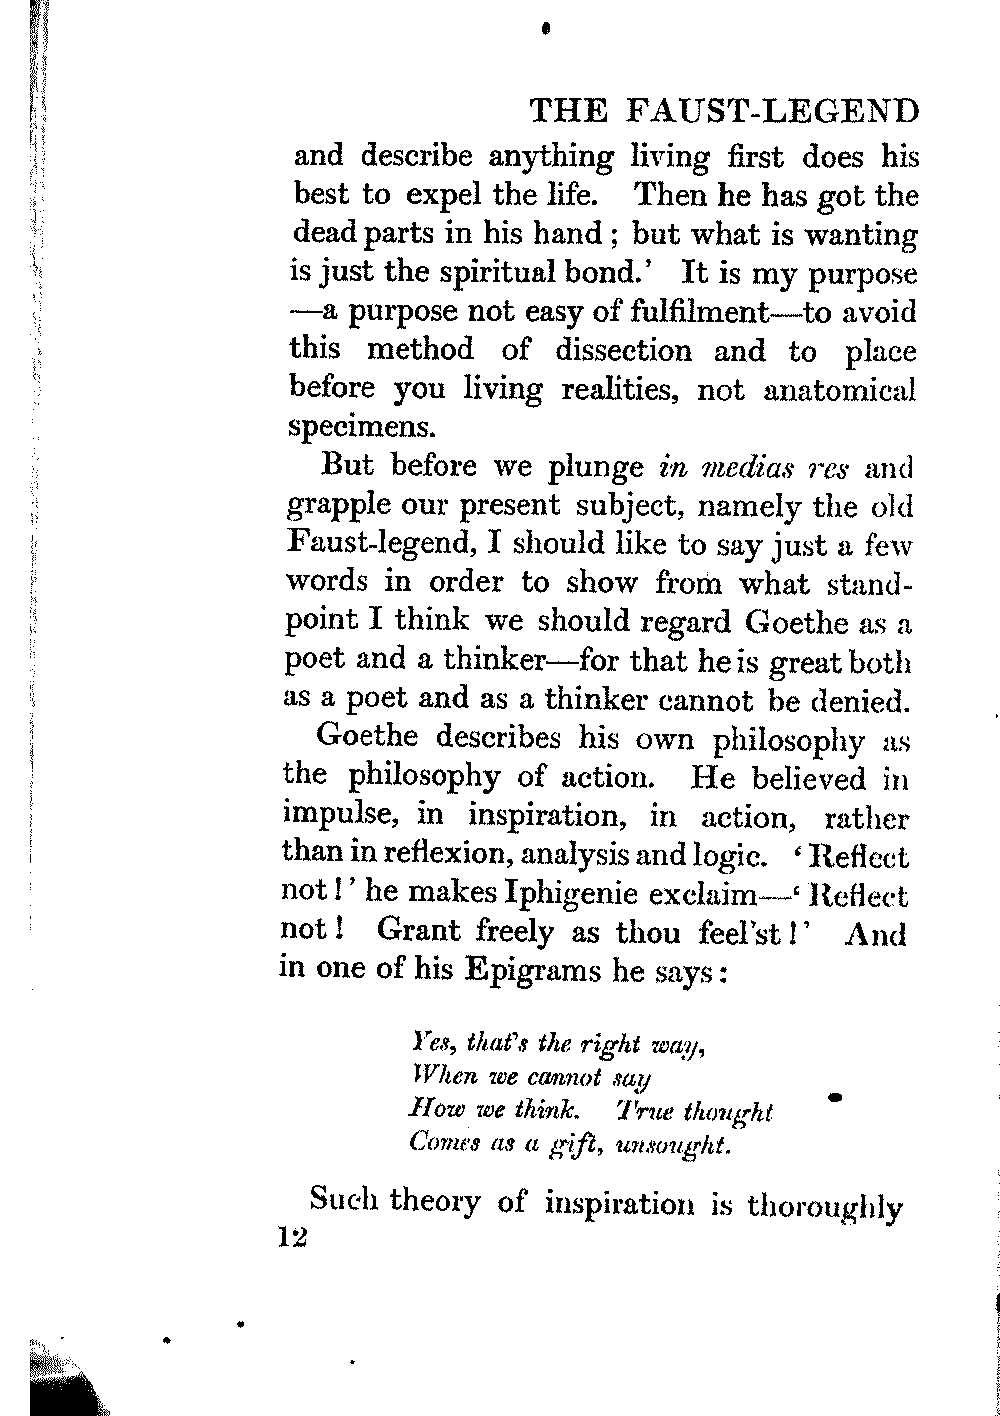 THE FAUST-LEGEND
and describe anything living first does his
best to expel the life. Then he has got the
dead parts in his hand ; but what is wanting
is just the spiritual bond.' It is my purpose
—a purpose not easy of fulfilment—to avoid
this method of dissection and to place
before you living realities, not anatomical
specimens.
But before we plunge in medias res and
grapple our present subject, namely the old
Faust-legend, I should like to say just a few
words in order to show from what stand-
point I think we should regard Goethe as a
poet and a thinker—for that he is great both
as a poet and as a thinker cannot be denied.
Goethe describes his own philosophy as
the philosophy of action. He believed in
impulse, in inspiration, in action, rather
than in reflexion, analysis and logic. ‘ Reflect
not ! ’ he makes Iphigenie exclaim—‘ Reflect
not ! Grant freely as thou feel'st ! ’ And
in one of his Epigrams he says :
Yes, that's the right way,
When we cannot say
How we think. True thought
Comes as a gift, unsought.
Such theory of inspiration is thoroughly
12